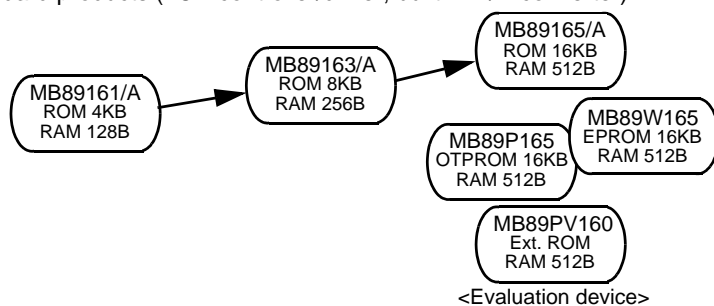 MB89161/A
ROM 4KB
RAM 128B
MB89163/A
ROM 8KB
RAM 256B
MB89165/A
ROM 16KB
RAM 512B
MB89P165
OTPROM 16KB
RAM 512B
MB89W165
EPROM 16KB
RAM 512B
MB89PV160
Ext. ROM
RAM 512B
<Evaluation device>